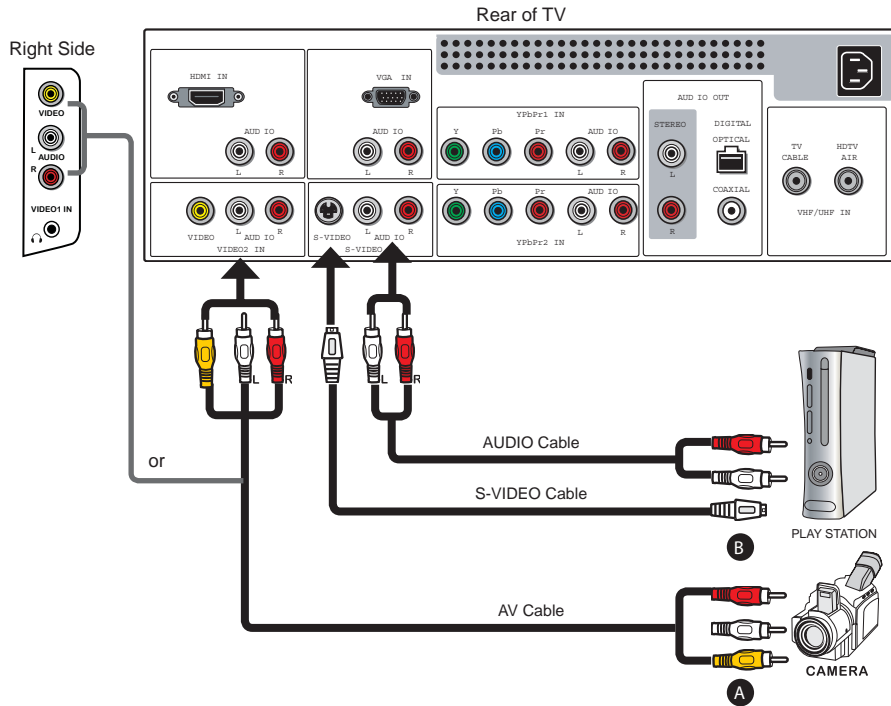 Rear of TV
Right Side
VIDEO
L
AUDIO
R
VIDEO1 IN
HDMI IN
AUD IO
L R
VGA IN
AUD IO
L R
YPbPr1 IN
Y Pb Pr AUD IO
L R
AUD IO OUT
STEREO
L
R
DIGITAL
OPTICAL
COAXIAL
TV
CABLE
HDTV
AIR
VHF/UHF IN
L R
VIDEO AUD IO
VIDEO2 IN
L R
S-VIDEO AUD IO
S-VIDEO
Y Pb Pr AUD IO
L R
YPbPr2 IN
L R
L R
or
AUDIO Cable
S-VIDEO Cable
B
PLAY STATION
AV Cable
A
CAMERA